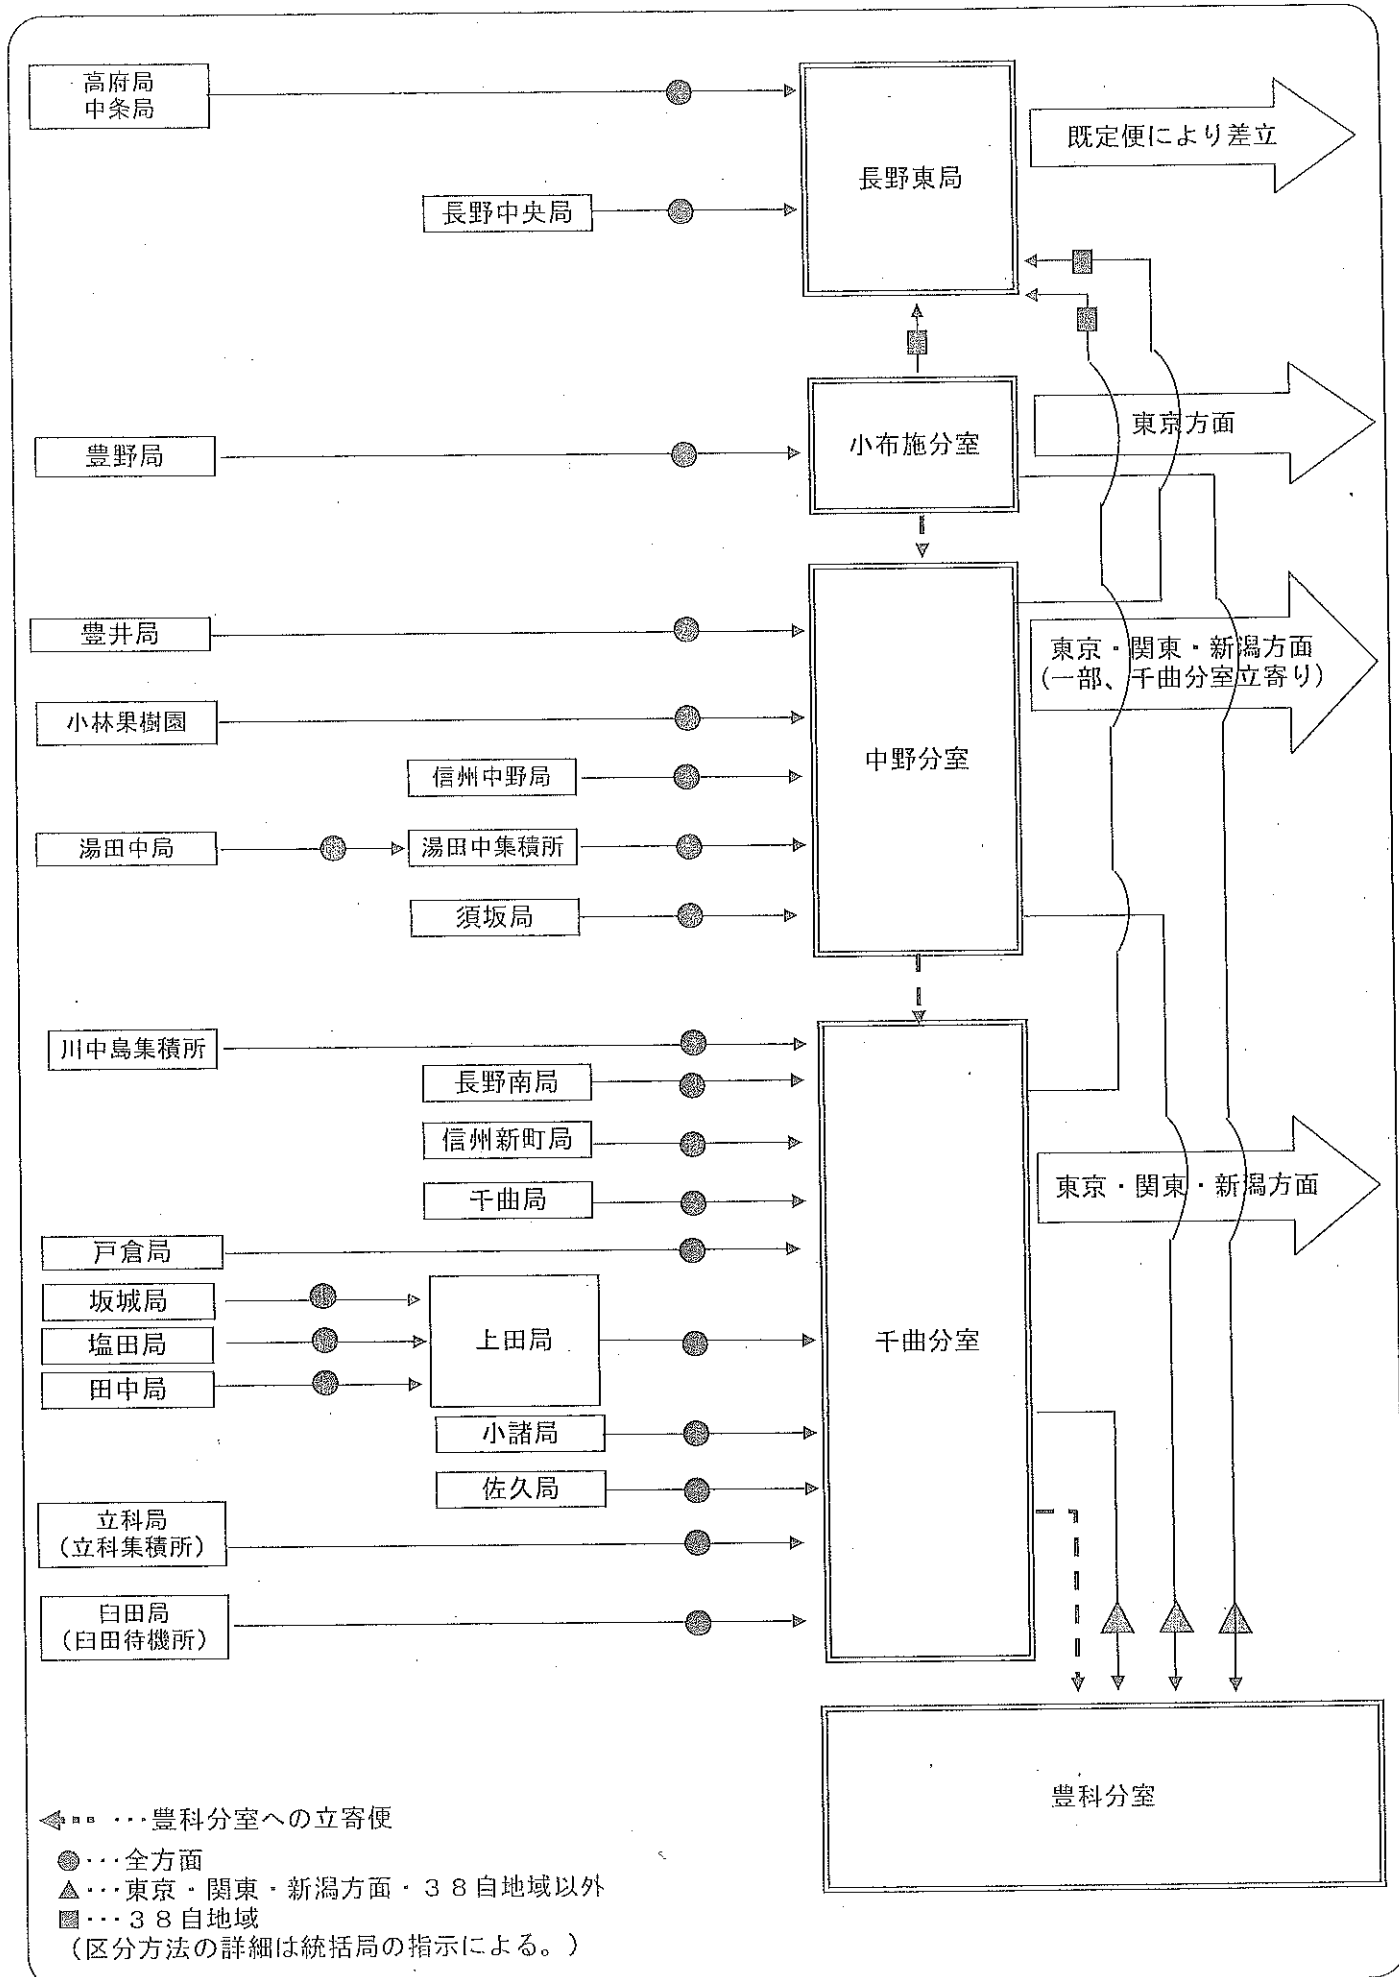 高府局
中条局
長野東局
既定便により差立
長野中央局
小布施分室
東京方面
豊野局
豊井局
東京・関東・新潟方面
(一部、千曲分室立寄り)
小林果樹園
中野分室
信州中野局
湯田中局
湯田中集積所
須坂局
川中島集積所
長野南局
信州新町局
千曲局
東京・関東・新潟方面
戸倉局
坂城局
塩田局
上田局
千曲分室
田中局
小諸局
佐久局
立科局
(立科集積所)
臼田局
(臼田待機所)
豊科分室
・・・豊科分室への立寄便
●・・・全方面
▲・・・東京・関東・新潟方面・38自地域以外
■・・・38自地域
(区分方法の詳細は統括局の指示による。)